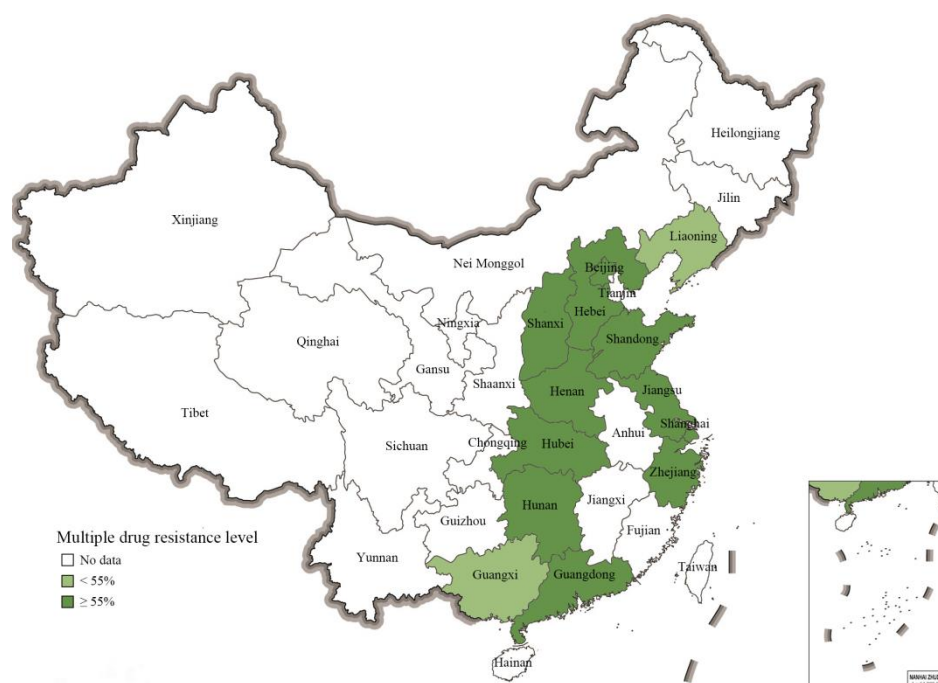 Heilongjiang
Jilin
Xinjiang
Liaoning
Nei Monggol
Beijing
Tianjin
Ningxia
Hebei
Shanxi
Qinghai
Shandong
Gansu
Shaanxi
Jiangsu
Henan
Tibet
Shanghai
Anhui
Sichuan
Chongqing
Hubei
Zhejiang
Hunan
Jiangxi
Guizhou
Fujian
Multiple drug resistance level
No data
Yunnan
Taiwan
< 55%
Guangxi
Guangdong
≥ 55%
Hainan